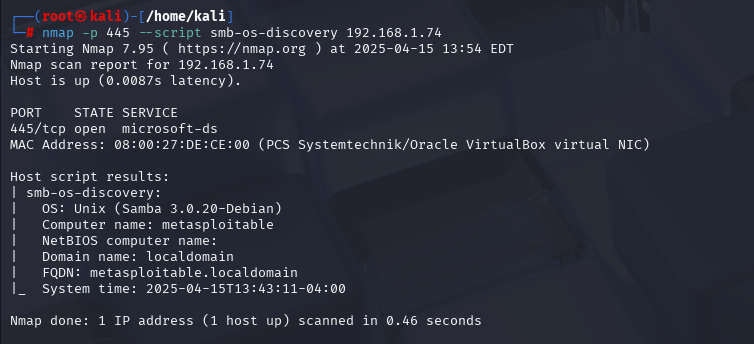 ┌──(root㉿kali)-[/home/kali]
└─# nmap -p 445 --script smb-os-discovery 192.168.1.74
Starting Nmap 7.95 ( https://nmap.org ) at 2025-04-15 13:54 EDT
Nmap scan report for 192.168.1.74
Host is up (0.0087s latency).

PORT    STATE SERVICE
445/tcp open  microsoft-ds
MAC Address: 08:00:27:DE:CE:00 (PCS Systemtechnik/Oracle VirtualBox virtual NIC)

Host script results:
| smb-os-discovery:
|   OS: Unix (Samba 3.0.20-Debian)
|   Computer name: metasploitable
|   NetBIOS computer name:
|   Domain name: localdomain
|   FQDN: metasploitable.localdomain
|_  System time: 2025-04-15T13:43:11-04:00

Nmap done: 1 IP address (1 host up) scanned in 0.46 seconds